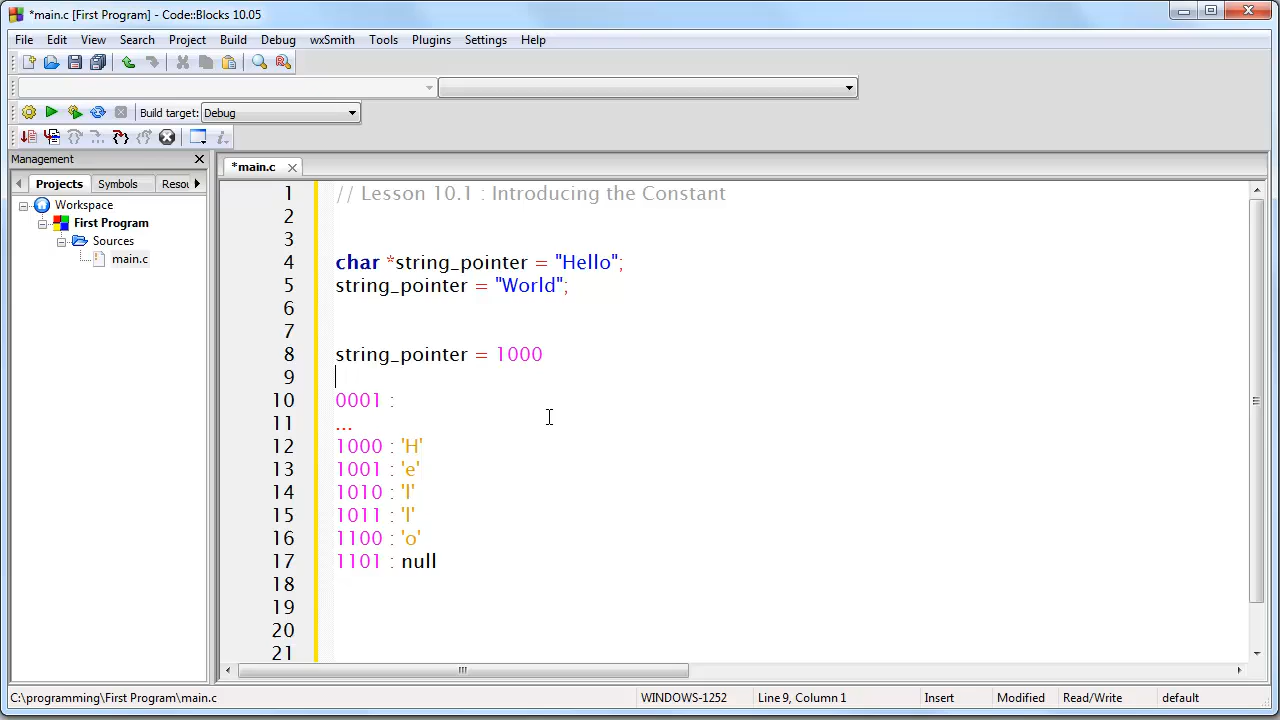 *main.c [First Program] - Code::Blocks 10.05
File Edit View Search Project Build Debug wxSmith Tools Plugins Settings Help
Build target: Debug
Management
*main.c
Projects Symbols Resou
Workspace
First Program
Sources
main.c
1 // Lesson 10.1 : Introducing the Constant
2
3
4 char *string_pointer = "Hello";
5 string_pointer = "World";
6
7
8 string_pointer = 1000
9
10 0001 :
11 ...
12 1000 : 'H'
13 1001 : 'e'
14 1010 : 'l'
15 1011 : 'l'
16 1100 : 'o'
17 1101 : null
18
19
20
21
C:\programming\First Program\main.c WINDOWS-1252 Line 9, Column 1 Insert Modified Read/Write default